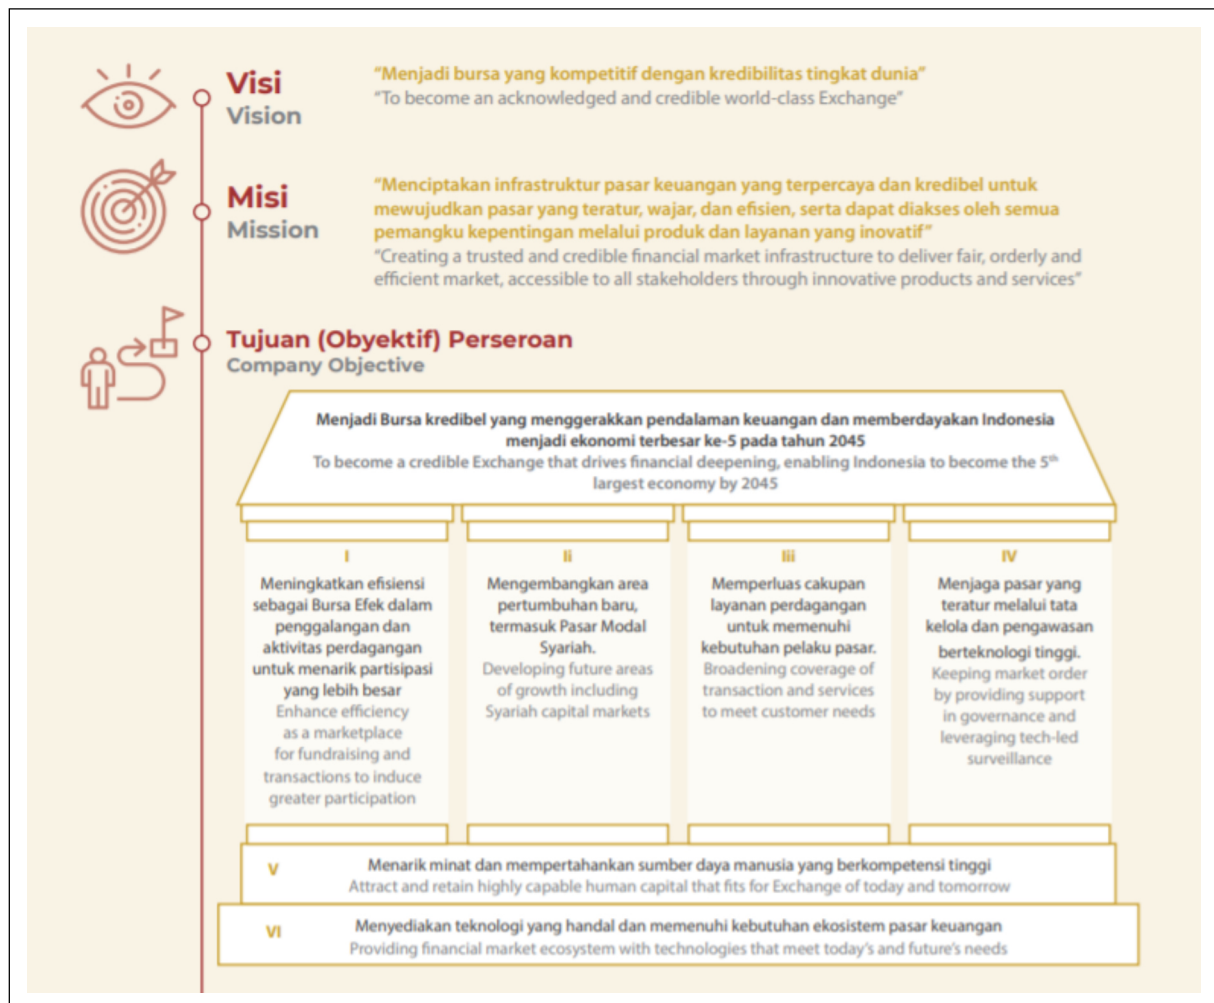 Visi
Vision
"Menjadi bursa yang kompetitif dengan kredibilitas tingkat dunia"
"To become an acknowledged and credible world-class Exchange"
Misi
Mission
"Menciptakan infrastruktur pasar keuangan yang terpercaya dan kredibel untuk
mewujudkan pasar yang teratur, wajar, dan efisien, serta dapat diakses oleh semua
pemangku kepentingan melalui produk dan layanan yang inovatif"
"Creating a trusted and credible financial market infrastructure to deliver fair, orderly and
efficient market, accessible to all stakeholders through innovative products and services"
Tujuan (Obyektif) Perseroan
Company Objective
Menjadi Bursa kredibel yang menggerakkan pendalaman keuangan dan memberdayakan Indonesia
menjadi ekonomi terbesar ke-5 pada tahun 2045
To become a credible Exchange that drives financial deepening, enabling Indonesia to become the 5th
largest economy by 2045
I
Meningkatkan efisiensi
sebagai Bursa Efek dalam
penggalangan dan
aktivitas perdagangan
untuk menarik partisipasi
yang lebih besar
Enhance efficiency
as a marketplace
for fundraising and
transactions to induce
greater participation
Ii
Mengembangkan area
pertumbuhan baru,
termasuk Pasar Modal
Syariah.
Developing future areas
of growth including
Syariah capital markets
Iii
Memperluas cakupan
layanan perdagangan
untuk memenuhi
kebutuhan pelaku pasar.
Broadening coverage of
transaction and services
to meet customer needs
IV
Menjaga pasar yang
teratur melalui tata
kelola dan pengawasan
berteknologi tinggi.
Keeping market order
by providing support
in governance and
leveraging tech-led
surveillance
V
Menarik minat dan mempertahankan sumber daya manusia yang berkompetensi tinggi
Attract and retain highly capable human capital that fits for Exchange of today and tomorrow
VI
Menyediakan teknologi yang handal dan memenuhi kebutuhan ekosistem pasar keuangan
Providing financial market ecosystem with technologies that meet today's and future's needs